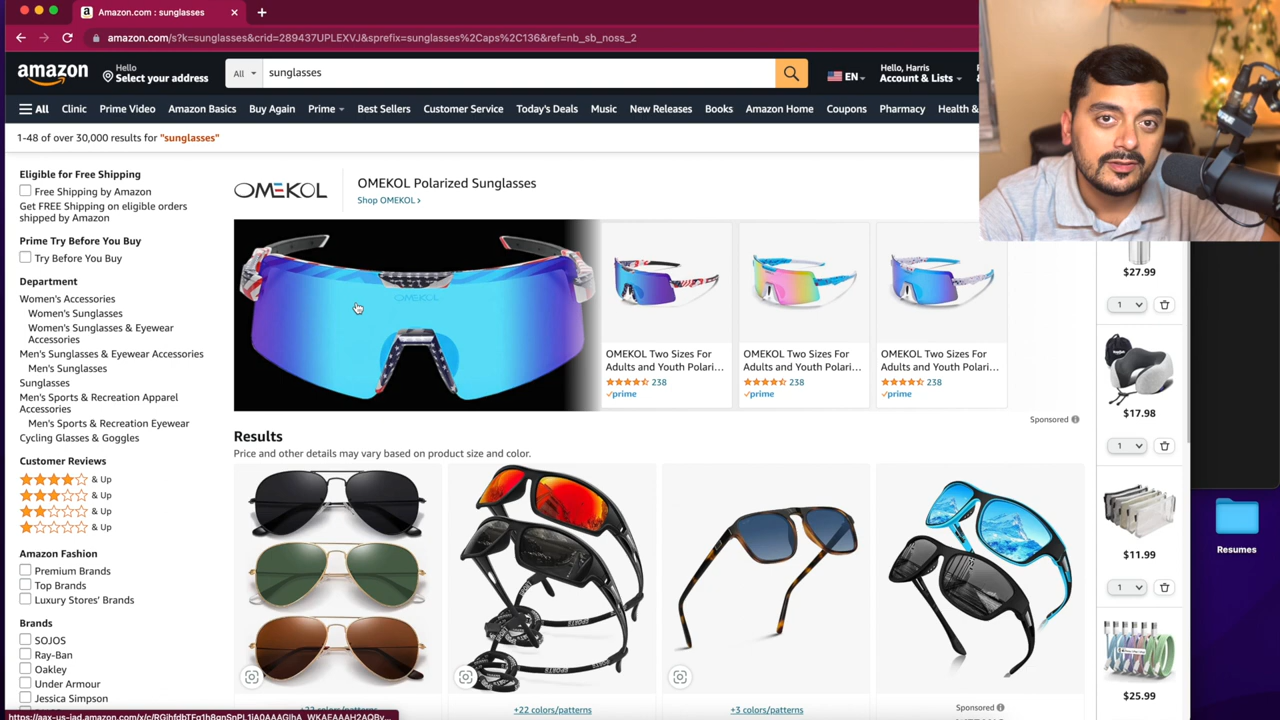 Amazon.com : sunglasses
amazon.com/s?k=sunglasses&crid=289437UPLEXVJ&sprefix=sunglasses%2Caps%2C136&ref=nb_sb_noss_2
amazon
Hello
Select your address
All
sunglasses
EN
Hello, Harris
Account & Lists
All
Clinic
Prime Video
Amazon Basics
Buy Again
Prime
Best Sellers
Customer Service
Today's Deals
Music
New Releases
Books
Amazon Home
Coupons
Pharmacy
Health &
1-48 of over 30,000 results for "sunglasses"
Eligible for Free Shipping
Free Shipping by Amazon
Get FREE Shipping on eligible orders
shipped by Amazon
Prime Try Before You Buy
Try Before You Buy
Department
Women's Accessories
Women's Sunglasses
Women's Sunglasses & Eyewear
Accessories
Men's Sunglasses & Eyewear Accessories
Men's Sunglasses
Sunglasses
Men's Sports & Recreation Apparel
Accessories
Men's Sports & Recreation Eyewear
Cycling Glasses & Goggles
Customer Reviews
& Up
& Up
& Up
& Up
Amazon Fashion
Premium Brands
Top Brands
Luxury Stores' Brands
Brands
SOJOS
Ray-Ban
Oakley
Under Armour
Jessica Simpson
OMEKOL
OMEKOL Polarized Sunglasses
Shop OMEKOL >
OMEKOL
OMEKOL Two Sizes For
Adults and Youth Polari...
238
prime
OMEKOL Two Sizes For
Adults and Youth Polari...
238
prime
OMEKOL Two Sizes For
Adults and Youth Polari...
238
prime
Sponsored
Results
Price and other details may vary based on product size and color.
+22 colors/patterns
+22 colors/patterns
+3 colors/patterns
Sponsored
$27.99
1
$17.98
1
$11.99
1
$25.99
Resumes